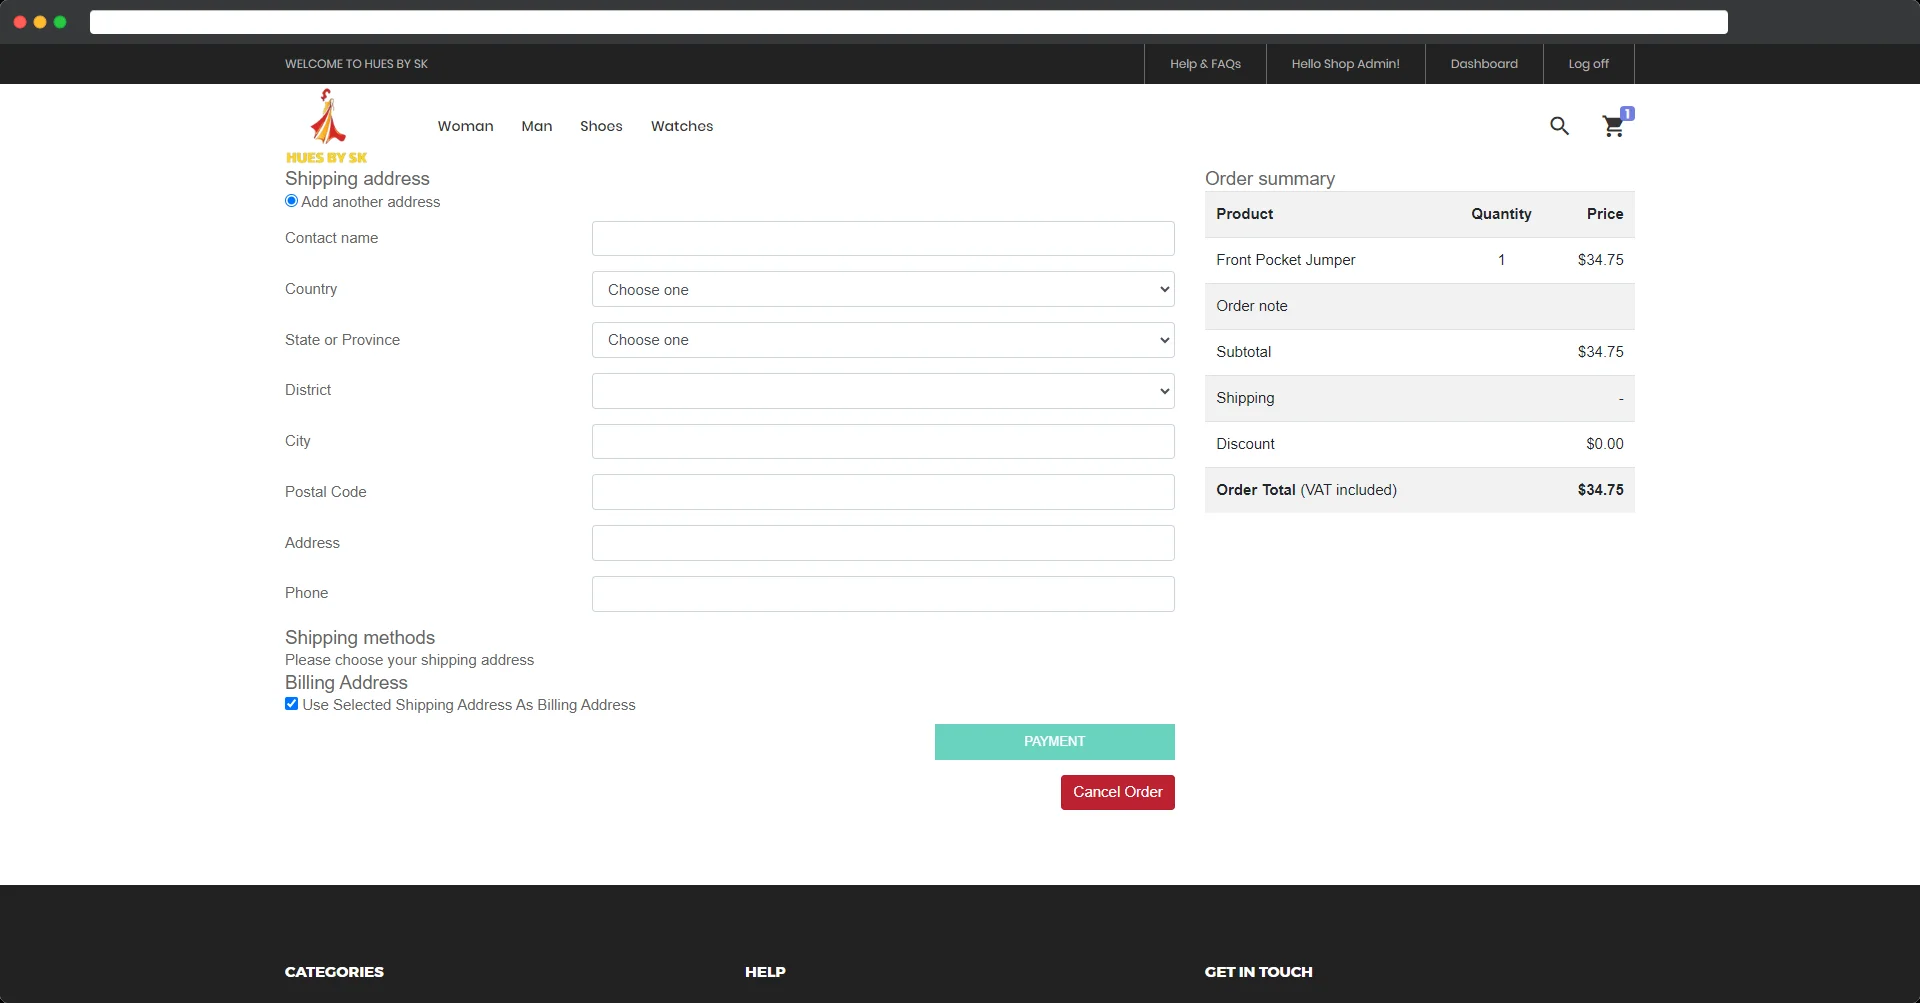 WELCOME TO HUES BY SK
Help & FAQs
Hello Shop Admin!
Dashboard
Log off
HUES BY SK
Woman
Man
Shoes
Watches
1
Shipping address
Add another address
Contact name
Country
Choose one
State or Province
Choose one
District
City
Postal Code
Address
Phone
Shipping methods
Please choose your shipping address
Billing Address
Use Selected Shipping Address As Billing Address
PAYMENT
Cancel Order
Order summary
Product Quantity Price
Front Pocket Jumper 1 $34.75
Order note
Subtotal $34.75
Shipping -
Discount $0.00
Order Total (VAT included) $34.75
CATEGORIES
HELP
GET IN TOUCH